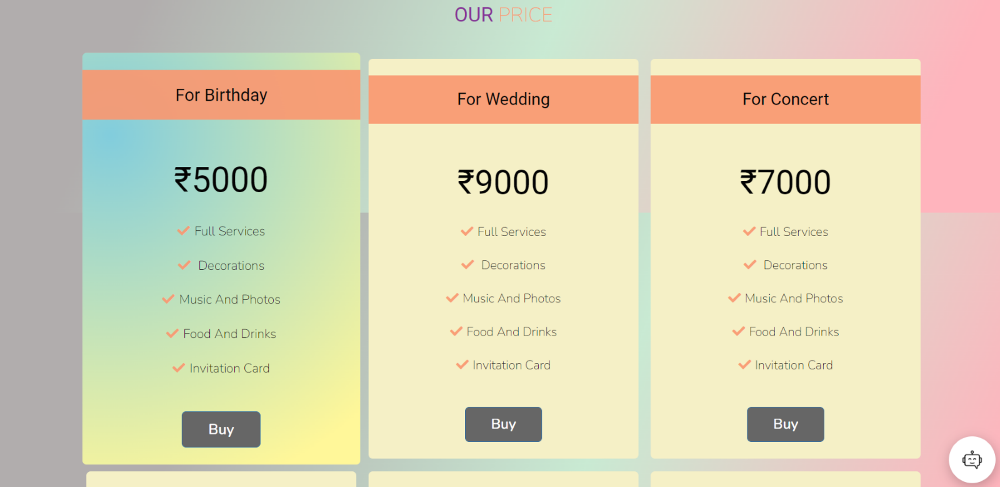 OUR PRICE
For Birthday
₹5000
Full Services
Decorations
Music And Photos
Food And Drinks
Invitation Card
Buy
For Wedding
₹9000
Full Services
Decorations
Music And Photos
Food And Drinks
Invitation Card
Buy
For Concert
₹7000
Full Services
Decorations
Music And Photos
Food And Drinks
Invitation Card
Buy